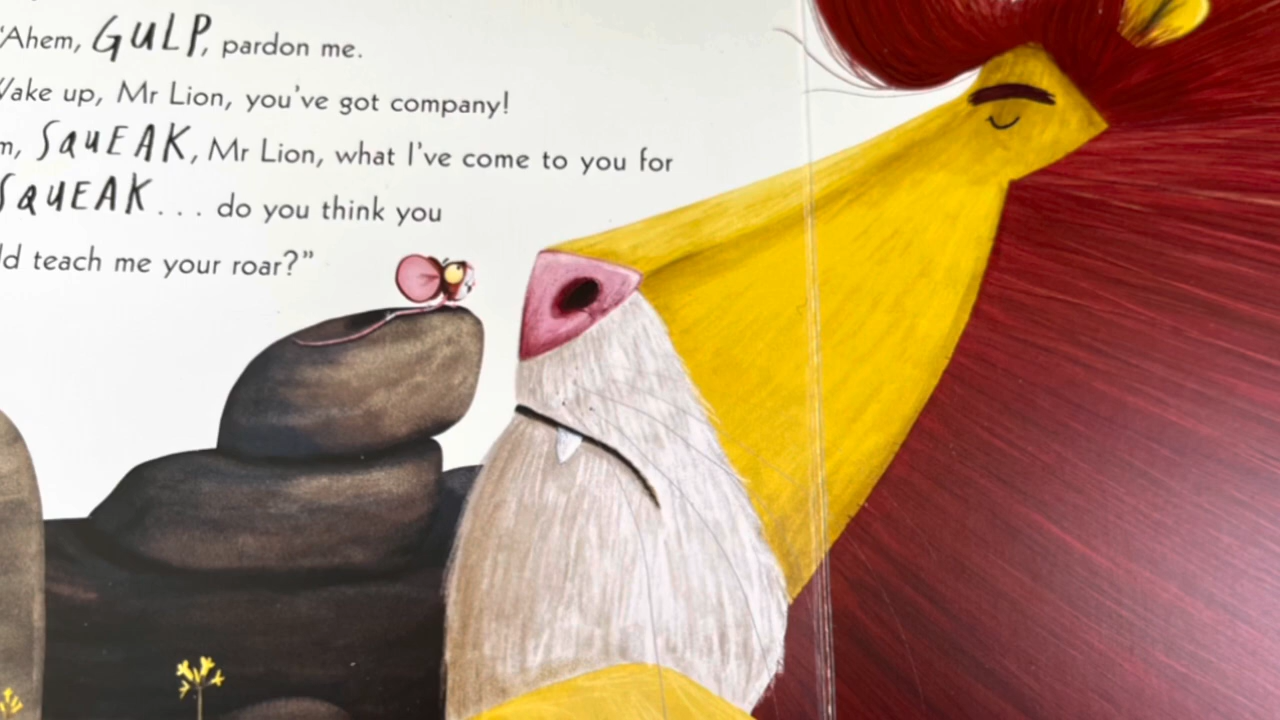 “Ahem, GULP, pardon me.
Wake up, Mr Lion, you’ve got company!
SQUEAK, Mr Lion, what I’ve come to you for
SQUEAK... do you think you
teach me your roar?”